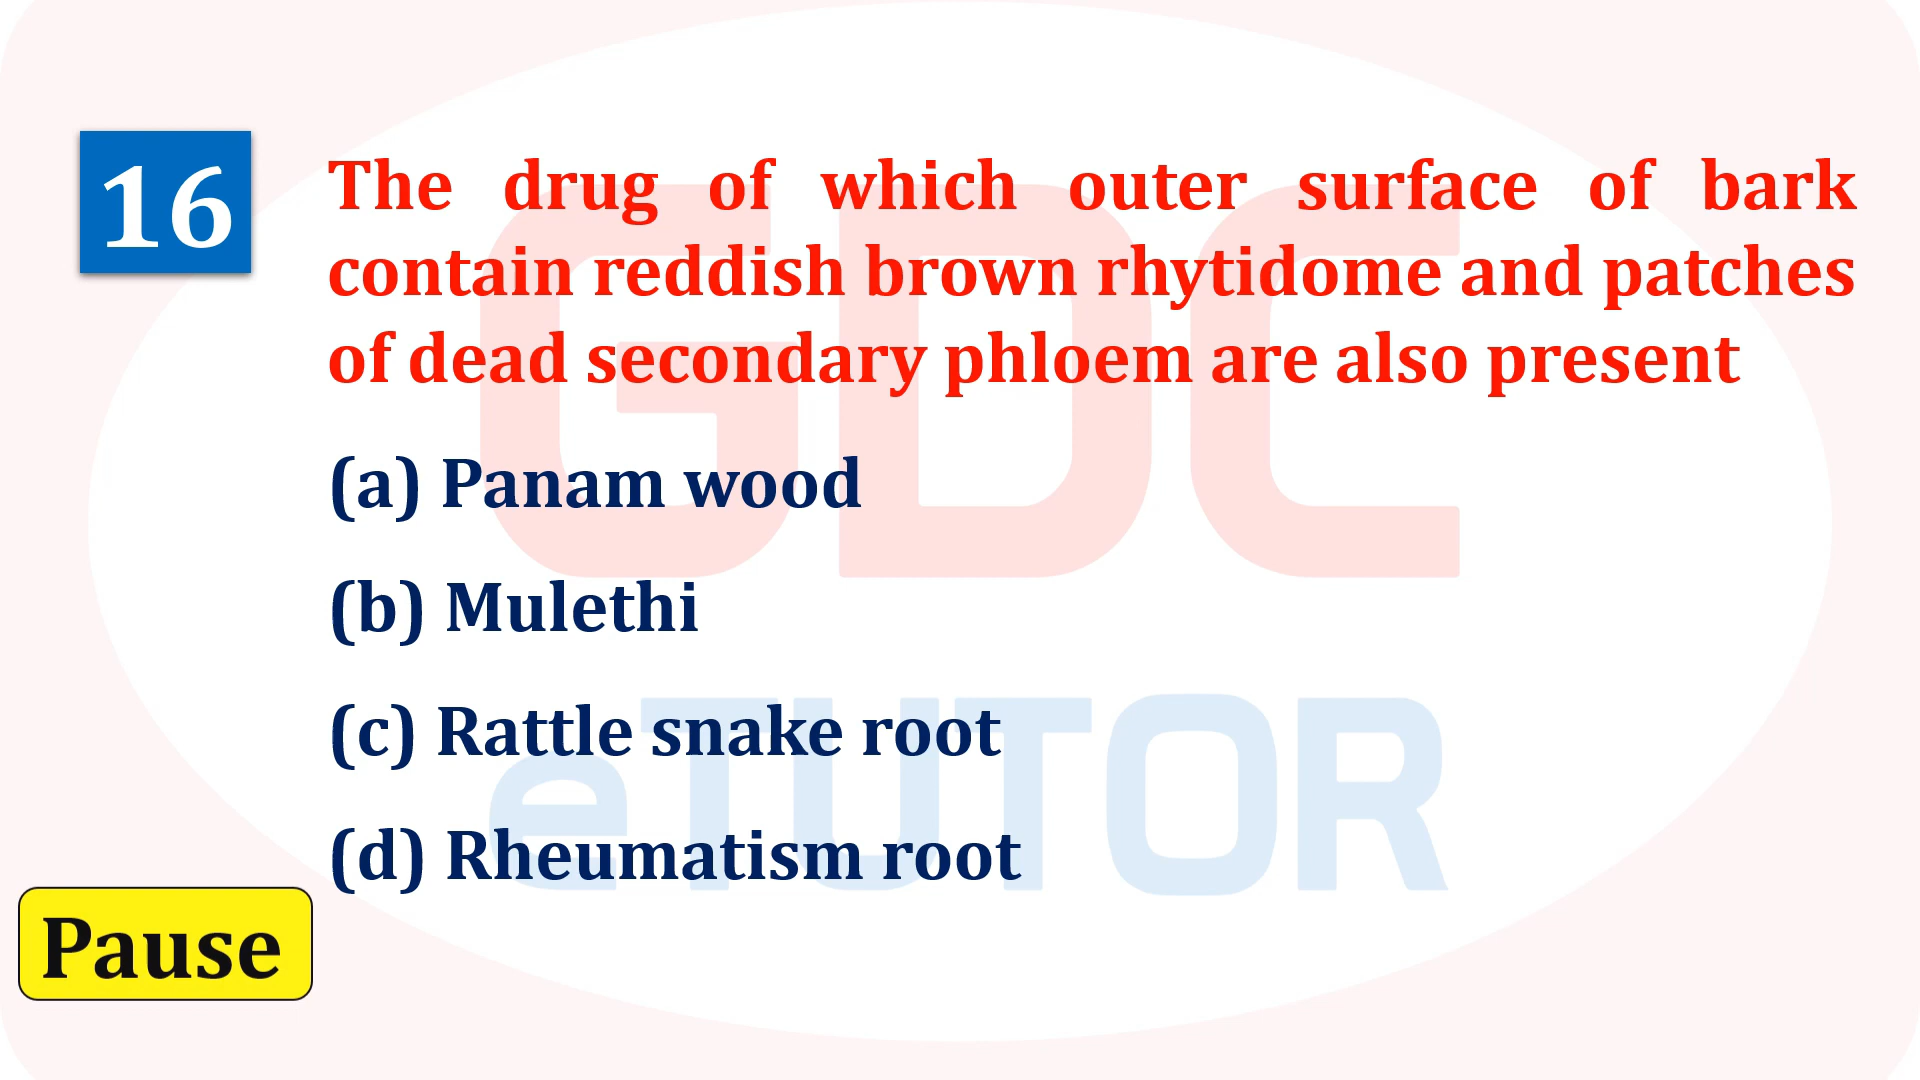 16
The drug of which outer surface of bark
contain reddish brown rhytidome and patches
of dead secondary phloem are also present
(a) Panam wood
(b) Mulethi
(c) Rattle snake root
(d) Rheumatism root
Pause
GDC
eTUTOR